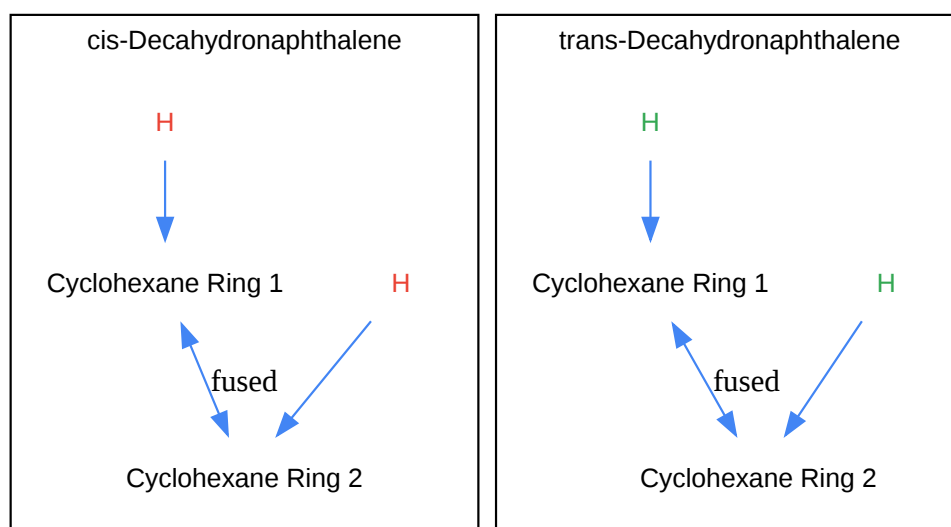 cis-Decahydronaphthalene
H
Cyclohexane Ring 1
H
fused
Cyclohexane Ring 2
trans-Decahydronaphthalene
H
Cyclohexane Ring 1
H
fused
Cyclohexane Ring 2